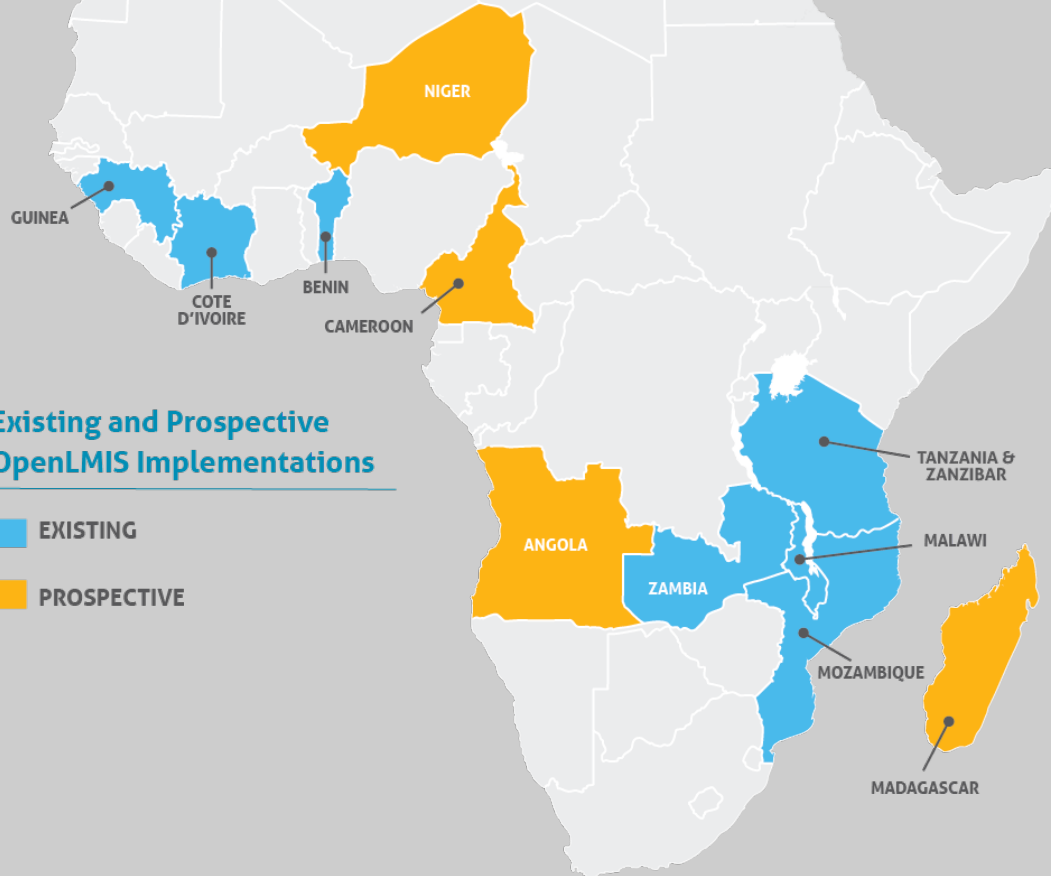 NIGER
GUINEA
COTE
D'IVOIRE
BENIN
CAMEROON
Existing and Prospective
OpenLMIS Implementations
EXISTING
PROSPECTIVE
TANZANIA &
ZANZIBAR
ANGOLA
MALAWI
ZAMBIA
MOZAMBIQUE
MADAGASCAR